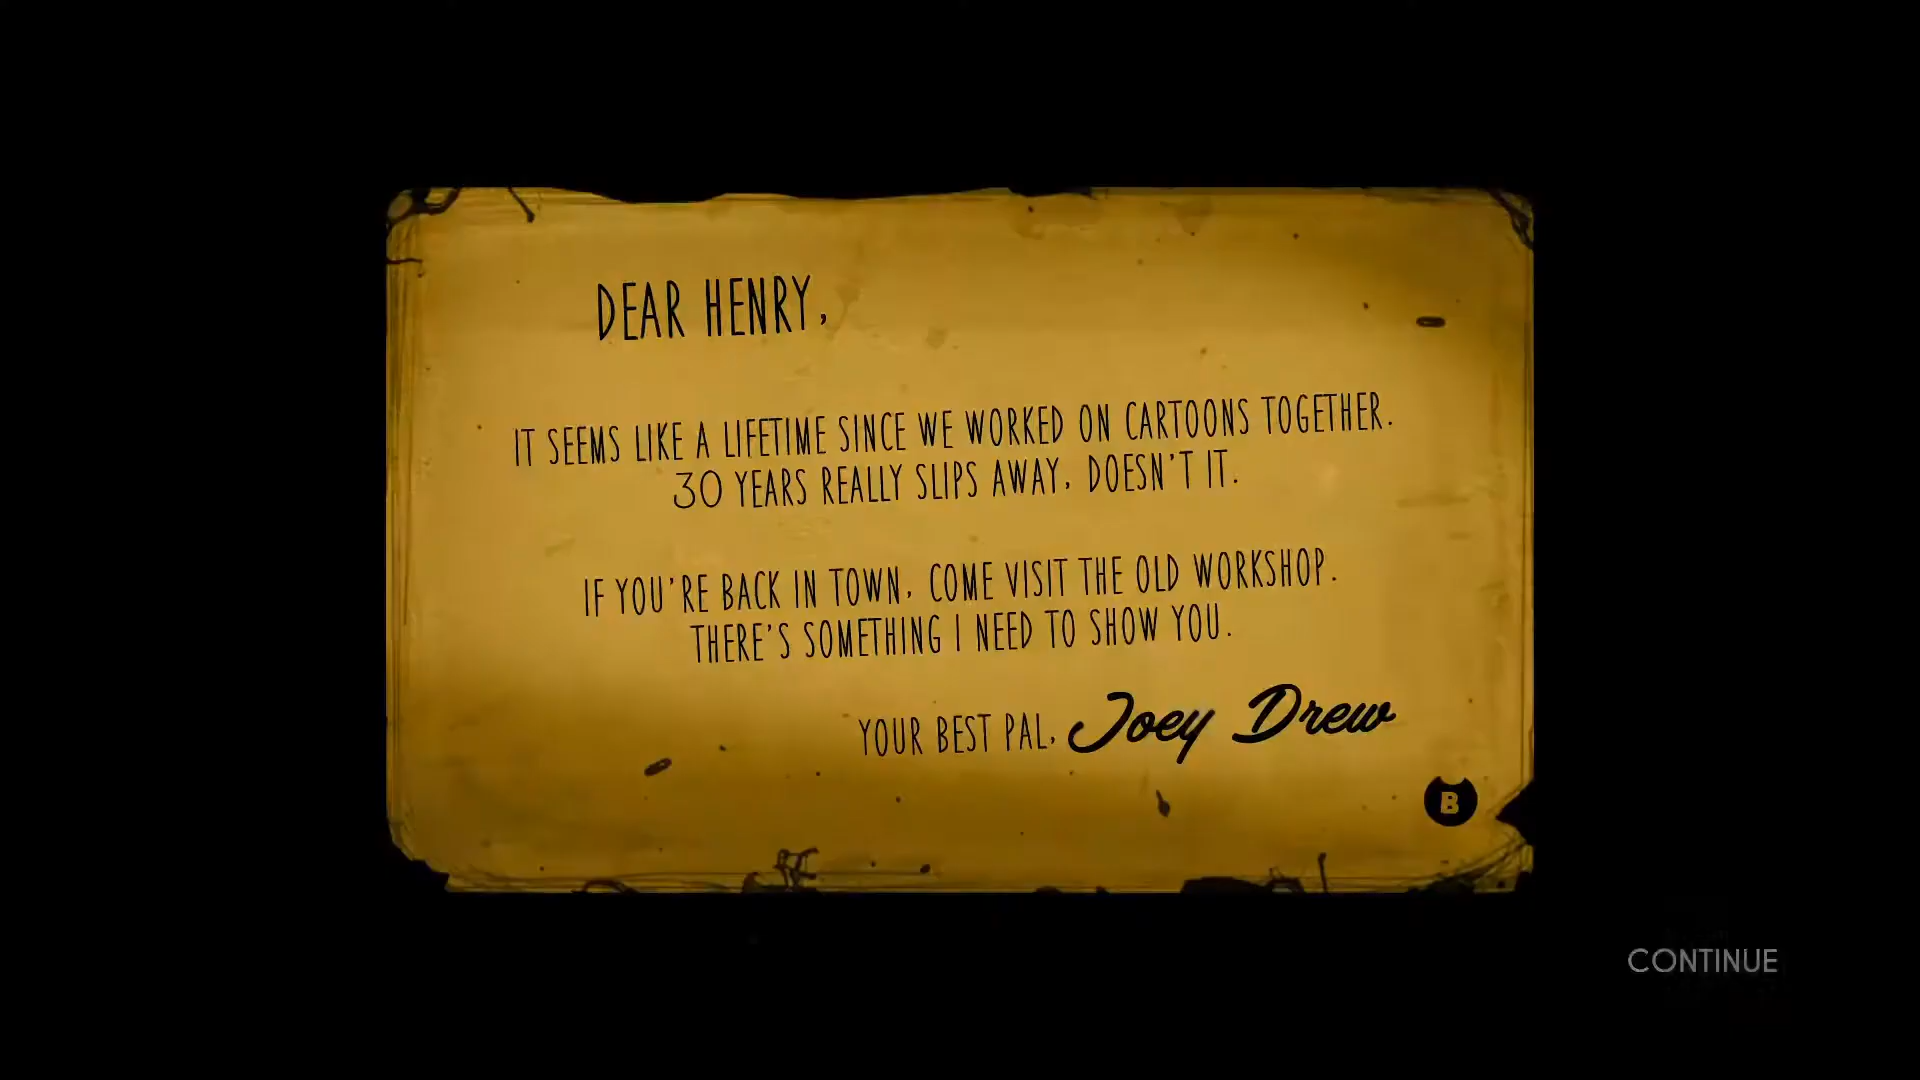 DEAR HENRY,
IT SEEMS LIKE A LIFETIME SINCE WE WORKED ON CARTOONS TOGETHER.
30 YEARS REALLY SLIPS AWAY, DOESN'T IT.
IF YOU'RE BACK IN TOWN, COME VISIT THE OLD WORKSHOP.
THERE'S SOMETHING I NEED TO SHOW YOU.
YOUR BEST PAL, Joey Drew
B
CONTINUE